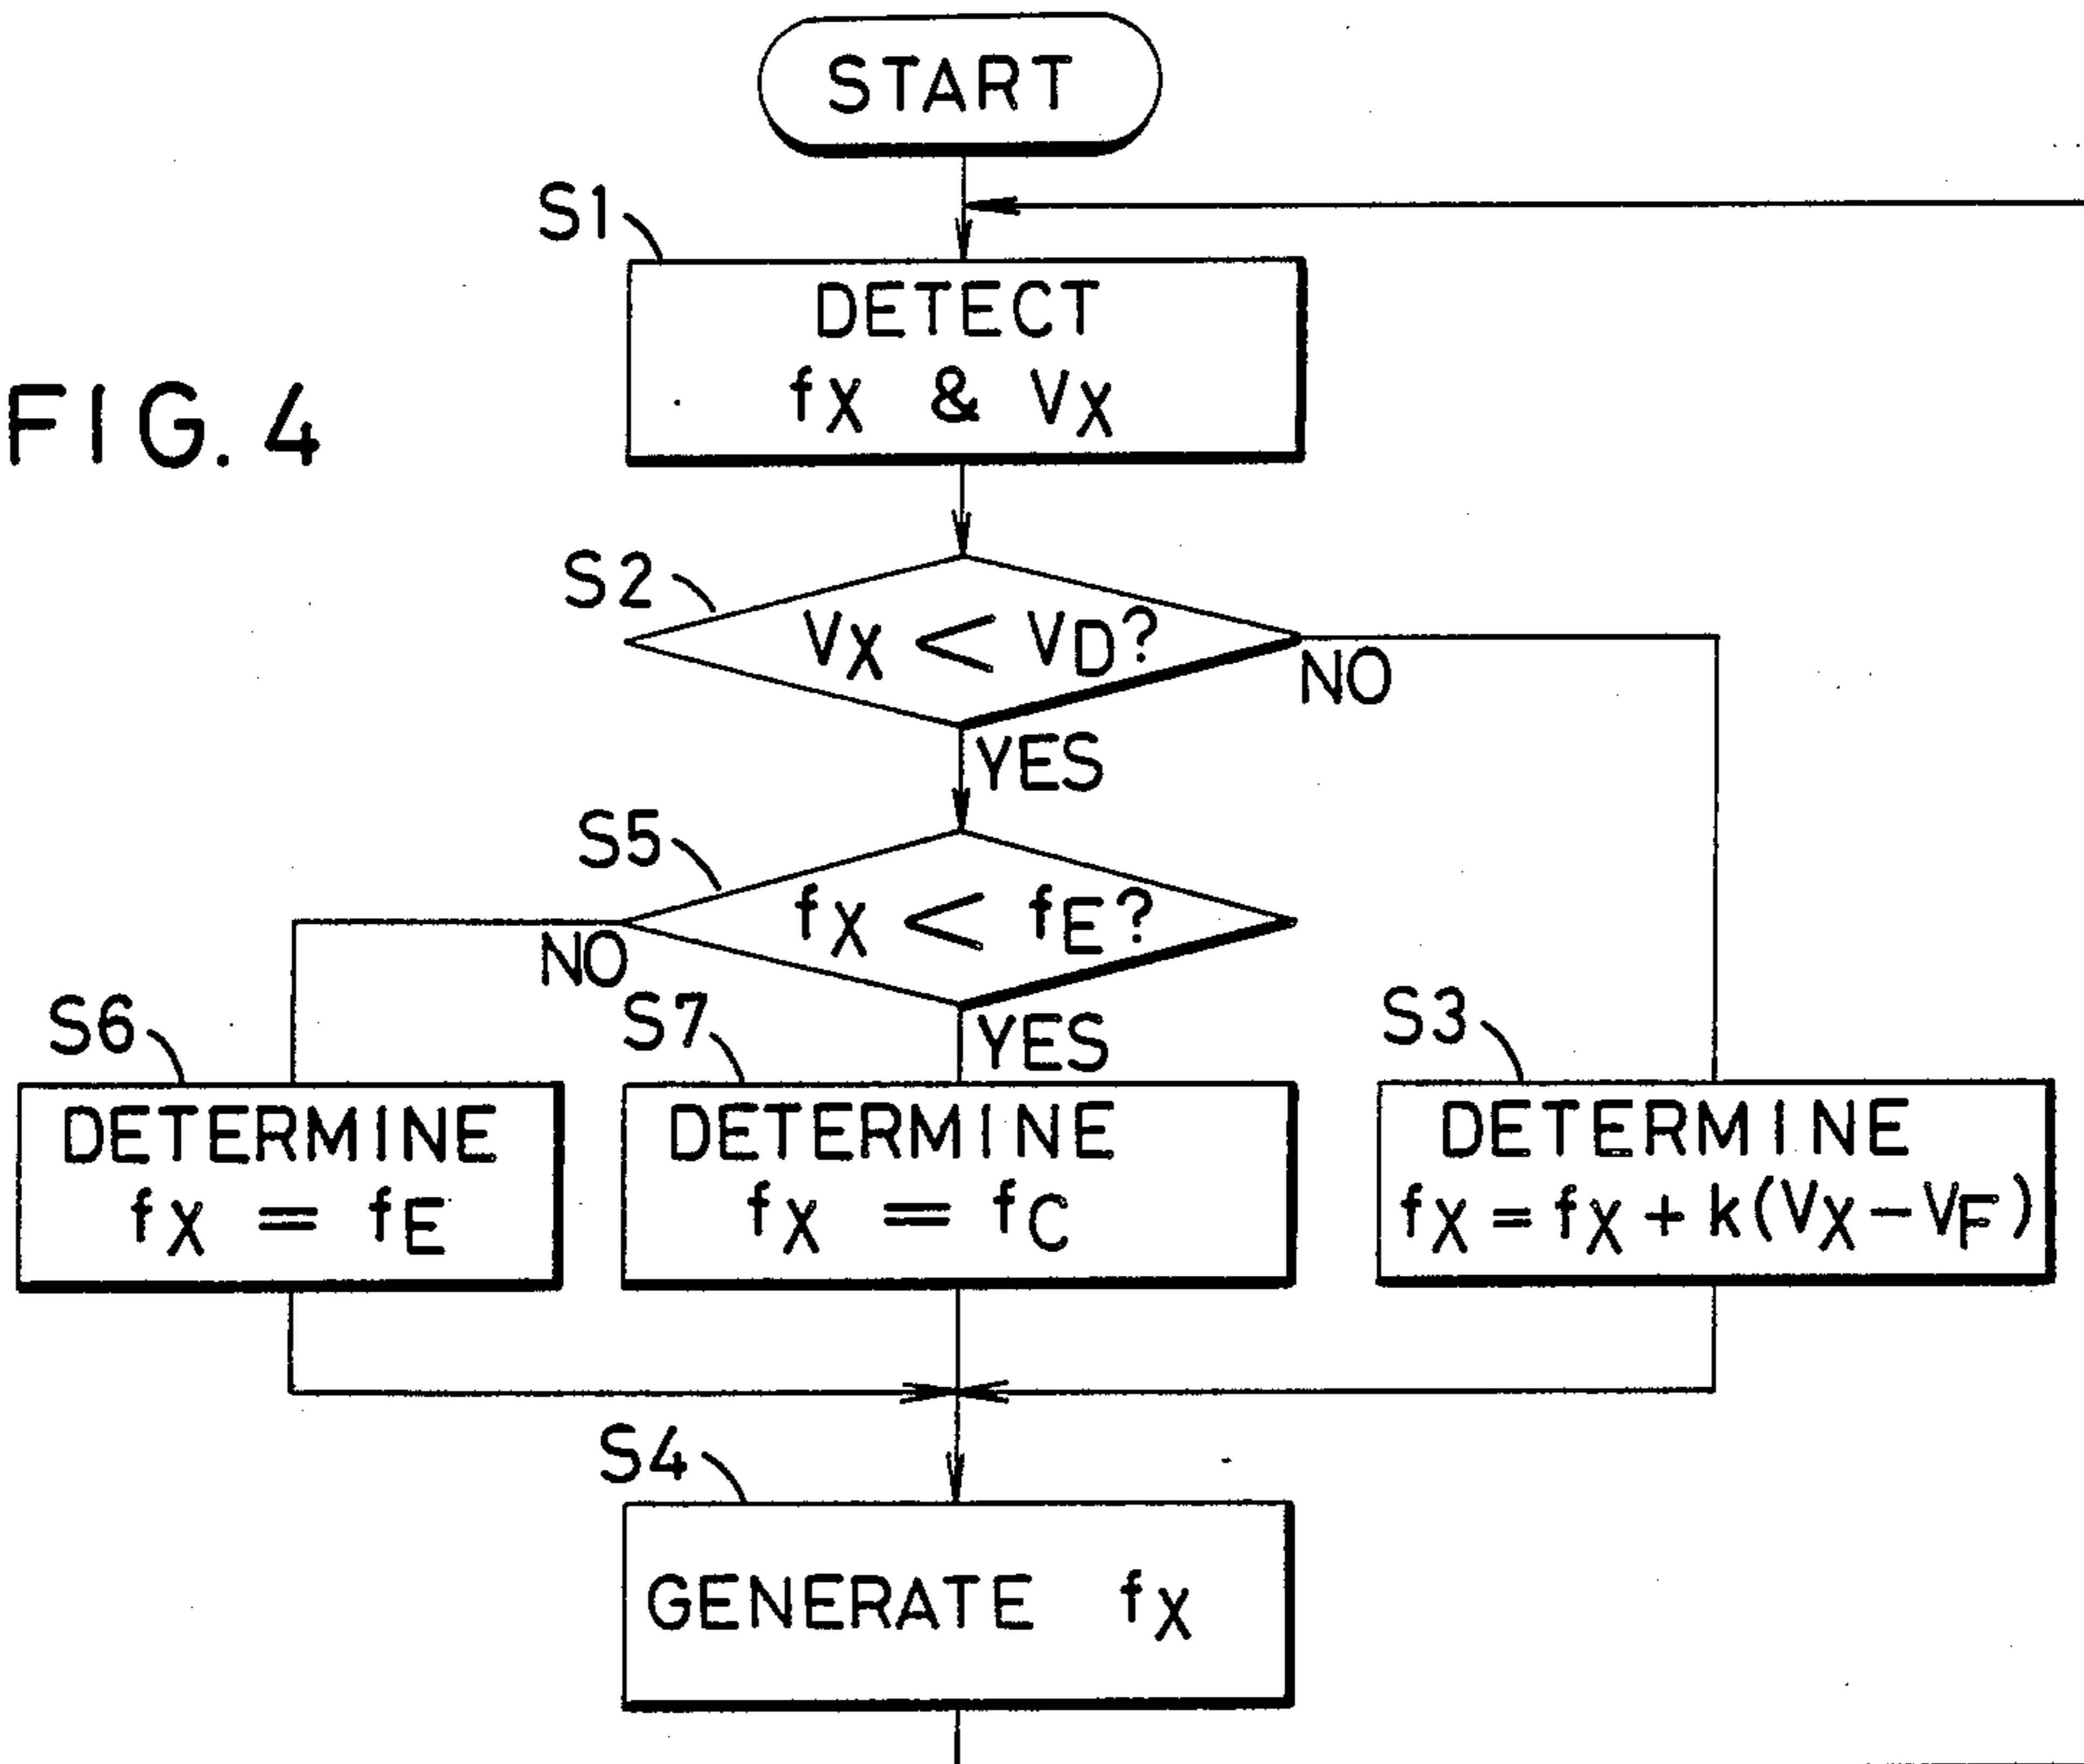 START
S1
DETECT
fX & VX
FIG. 4
S2
VX < VD?
NO
YES
S5
fX < fE?
NO
YES
S6
DETERMINE
fX = fE
S7
DETERMINE
fX = fC
S3
DETERMINE
fX = fX + k(VX - VF)
S4
GENERATE fX